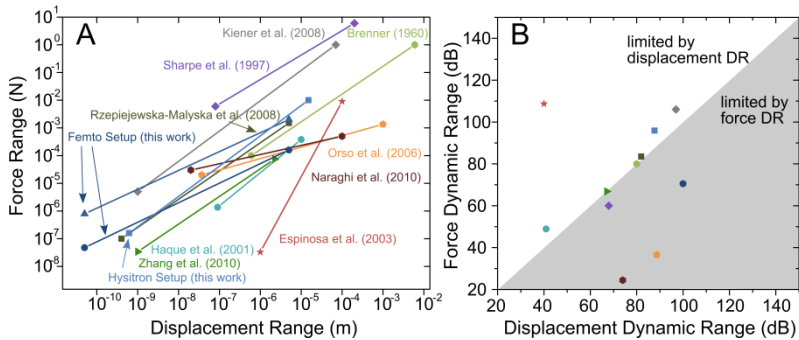 A
Kiener et al. (2008)
Brenner (1960)
Sharpe et al. (1997)
Rzepiejewska-Malyska et al. (2008)
Femto Setup (this work)
Orso et al. (2006)
Naraghi et al. (2010)
Espinosa et al. (2003)
Haque et al. (2001)
Zhang et al. (2010)
Hysitron Setup (this work)
Force Range (N)
10¹
10⁰
10⁻¹
10⁻²
10⁻³
10⁻⁴
10⁻⁵
10⁻⁶
10⁻⁷
10⁻⁸
10⁻¹⁰ 10⁻⁹ 10⁻⁸ 10⁻⁷ 10⁻⁶ 10⁻⁵ 10⁻⁴ 10⁻³ 10⁻²
Displacement Range (m)
B
limited by
displacement DR
limited by
force DR
Force Dynamic Range (dB)
140
120
100
80
60
40
20
20 40 60 80 100 120 140
Displacement Dynamic Range (dB)